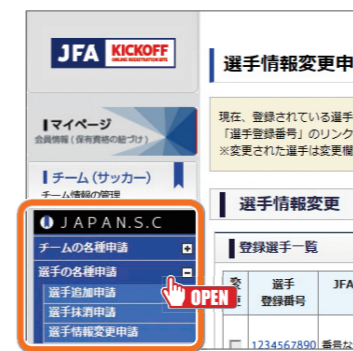 JFA KICKOFF
ONLINE REGISTRATION SITE
マイページ
会員情報(保有資格の紐づけ)
チーム(サッカー)
チーム情報の管理
JAPAN.S.C
チームの各種申請
選手の各種申請
選手追加申請
選手抹消申請
選手情報変更申請
OPEN
選手情報変更申
現在、登録されている選手
「選手登録番号」のリンク
※変更された選手は変更欄
選手情報変更
登録選手一覧
変更
選手
登録番号
JFA
1234567890
番号な